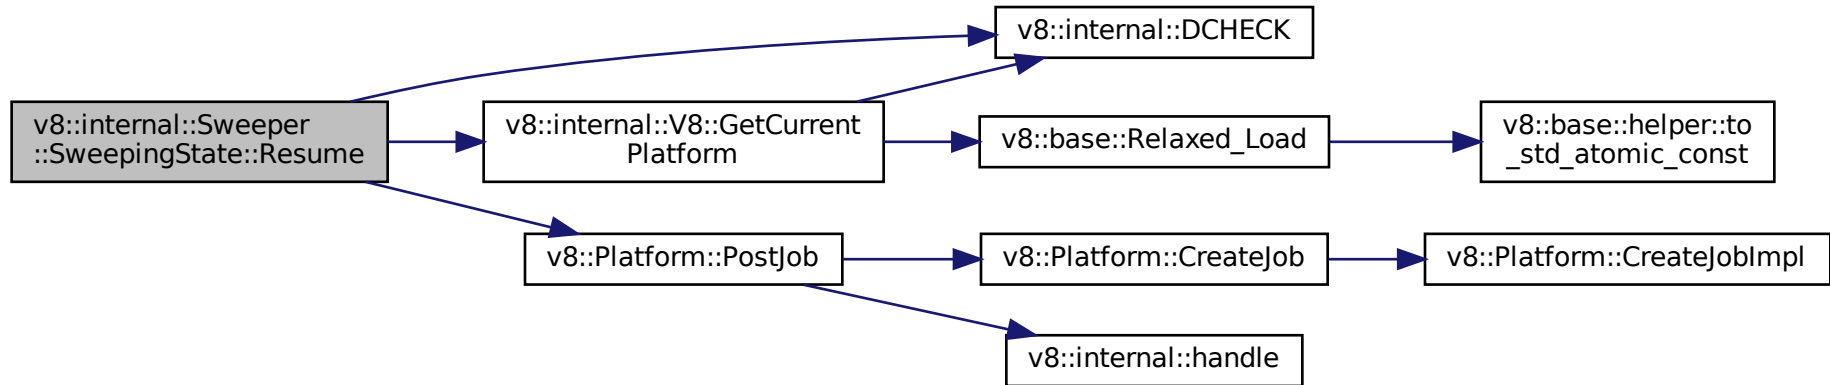 v8::internal::DCHECK
v8::internal::Sweeper
::SweepingState::Resume
v8::internal::V8::GetCurrent
Platform
v8::base::Relaxed_Load
v8::base::helper::to
_std_atomic_const
v8::Platform::PostJob
v8::Platform::CreateJob
v8::Platform::CreateJobImpl
v8::internal::handle